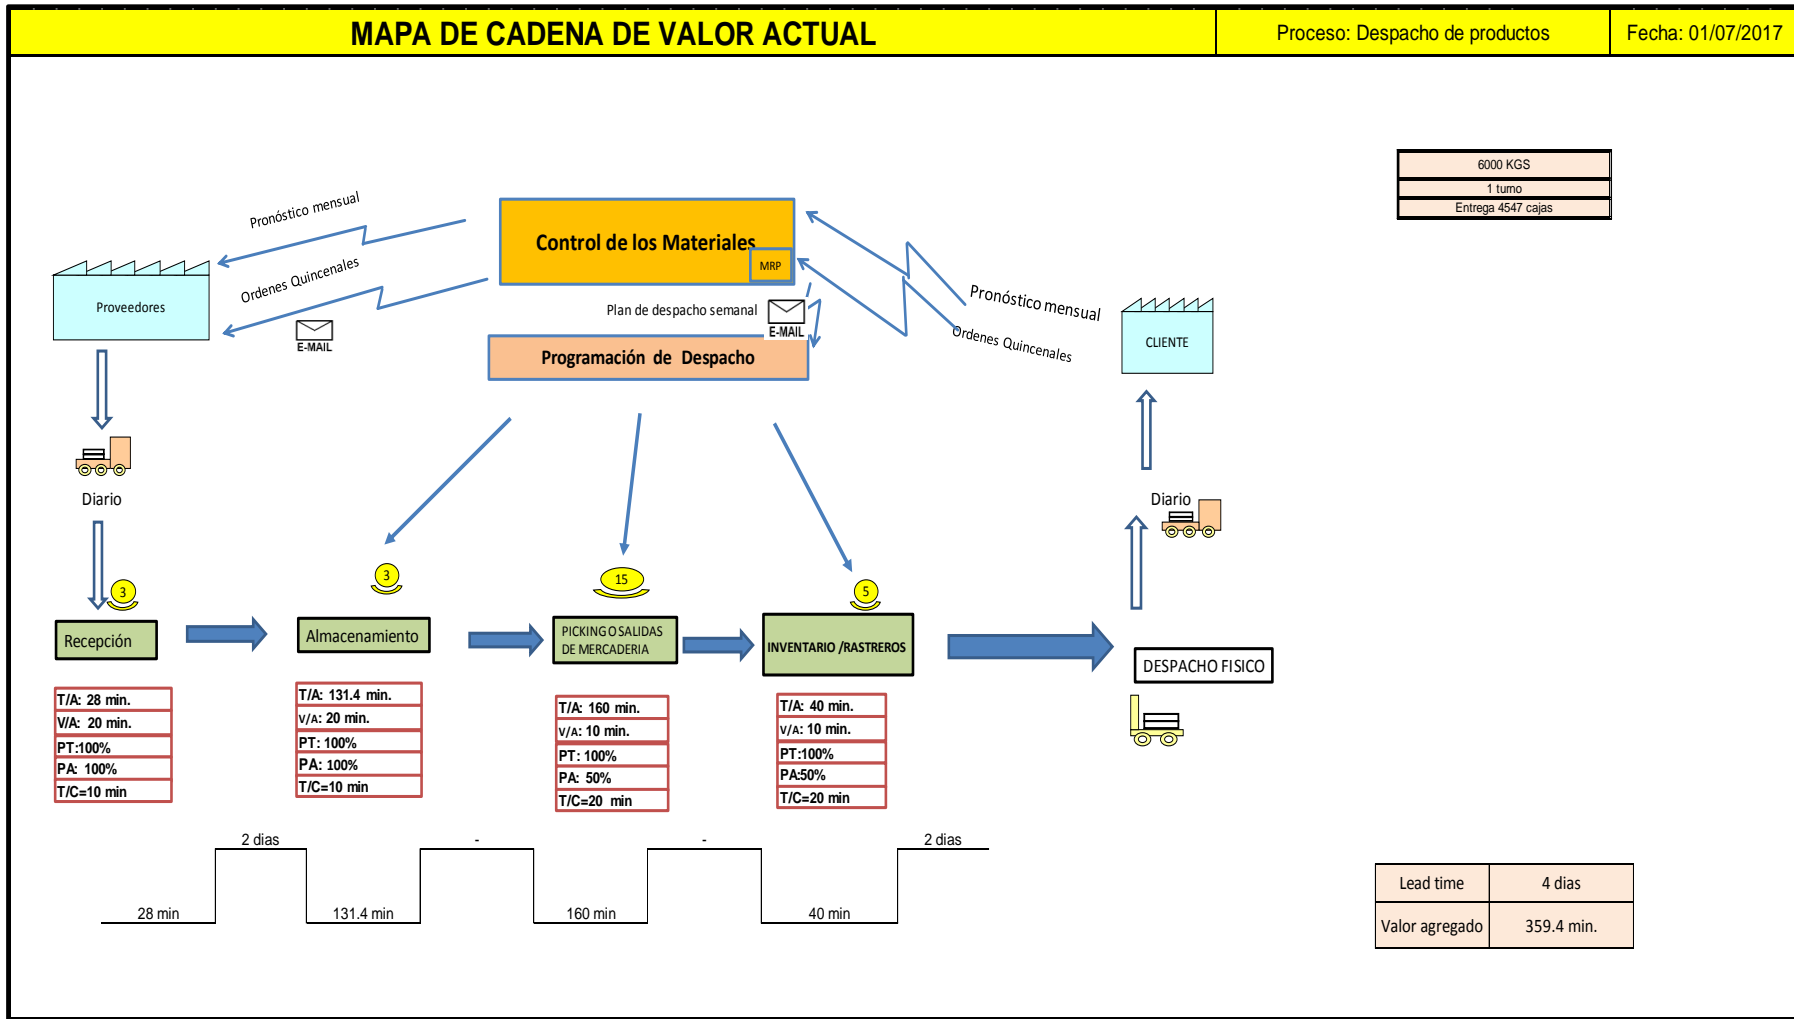 MAPA DE CADENA DE VALOR ACTUAL
Proceso: Despacho de productos
Fecha: 01/07/2017
6000 KGS
1 turno
Entrega 4547 cajas
Pronóstico mensual
Ordenes Quincenales
E-MAIL
Proveedores
Control de los Materiales
MRP
Plan de despacho semanal
E-MAIL
Programación de Despacho
Pronóstico mensual
Ordenes Quincenales
CLIENTE
Diario
Diario
3
3
15
5
Recepción
Almacenamiento
PICKING O SALIDAS
DE MERCADERIA
INVENTARIO /RASTREROS
DESPACHO FISICO
T/A: 28 min.
V/A: 20 min.
PT:100%
PA: 100%
T/C=10 min
T/A: 131.4 min.
V/A: 20 min.
PT: 100%
PA: 100%
T/C=10 min
T/A: 160 min.
V/A: 10 min.
PT: 100%
PA: 50%
T/C=20 min
T/A: 40 min.
V/A: 10 min.
PT:100%
PA:50%
T/C=20 min
2 dias
-
-
2 dias
28 min
131.4 min
160 min
40 min
Lead time
4 dias
Valor agregado
359.4 min.